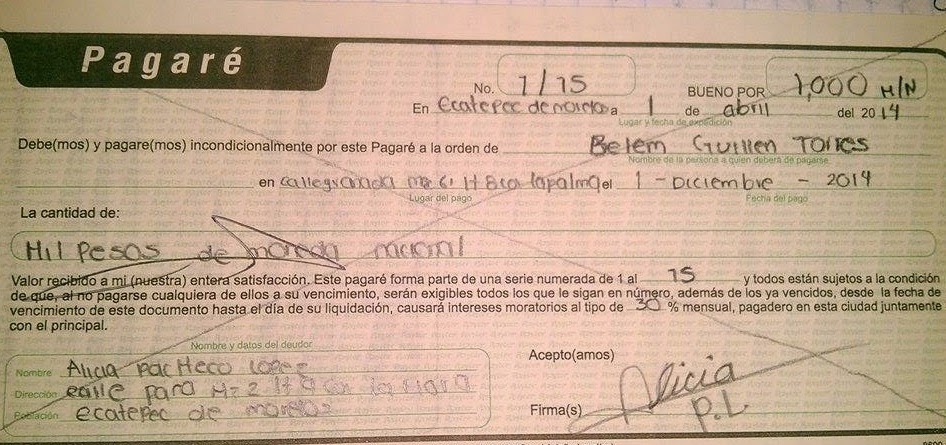 Pagaré
No. 1/15 BUENO POR 1,000 M/N
En Ecatepec de morelos a 1 de abril del 2014
Lugar y fecha de expedición
Debe(mos) y pagare(mos) incondicionalmente por este Pagaré a la orden de Belem Guillen Torres
Nombre de la persona a quien deberá de pagarse
en calle granada el 1 - Diciembre - 2014
Lugar del pago Fecha del pago
La cantidad de:
Mil pesos de moneda nacional
Valor recibido a mi (nuestra) entera satisfacción. Este pagaré forma parte de una serie numerada de 1 al 15 y todos están sujetos a la condición
de que, al no pagarse cualquiera de ellos a su vencimiento, serán exigibles todos los que le sigan en número, además de los ya vencidos, desde la fecha de
vencimiento de este documento hasta el día de su liquidación, causará intereses moratorios al tipo de 30 % mensual, pagadero en esta ciudad juntamente
con el principal.
Nombre y datos del deudor
Nombre Alicia Pacheco López
Dirección calle para
Población ecatepec de morelos
Acepto(amos)
Firma(s) Alicia
P.L